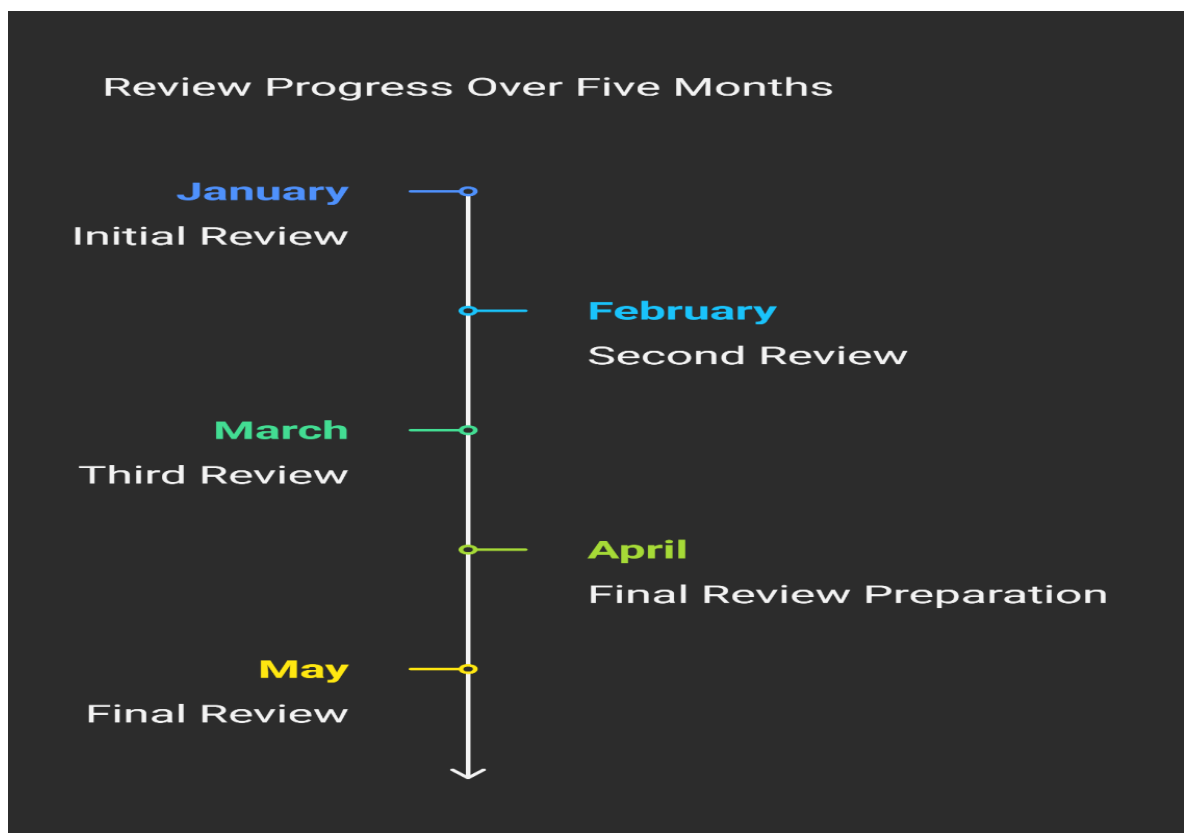 Review Progress Over Five Months
January
Initial Review
February
Second Review
March
Third Review
April
Final Review Preparation
May
Final Review